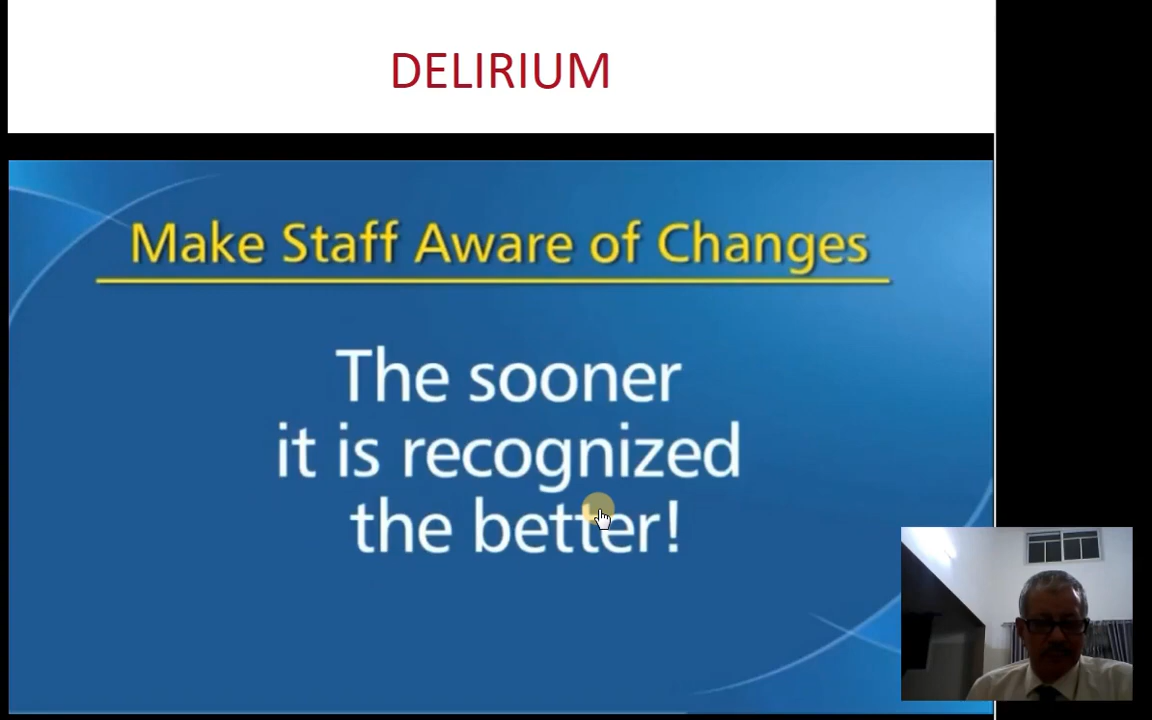 DELIRIUM
Make Staff Aware of Changes
The sooner
it is recognized
the better!